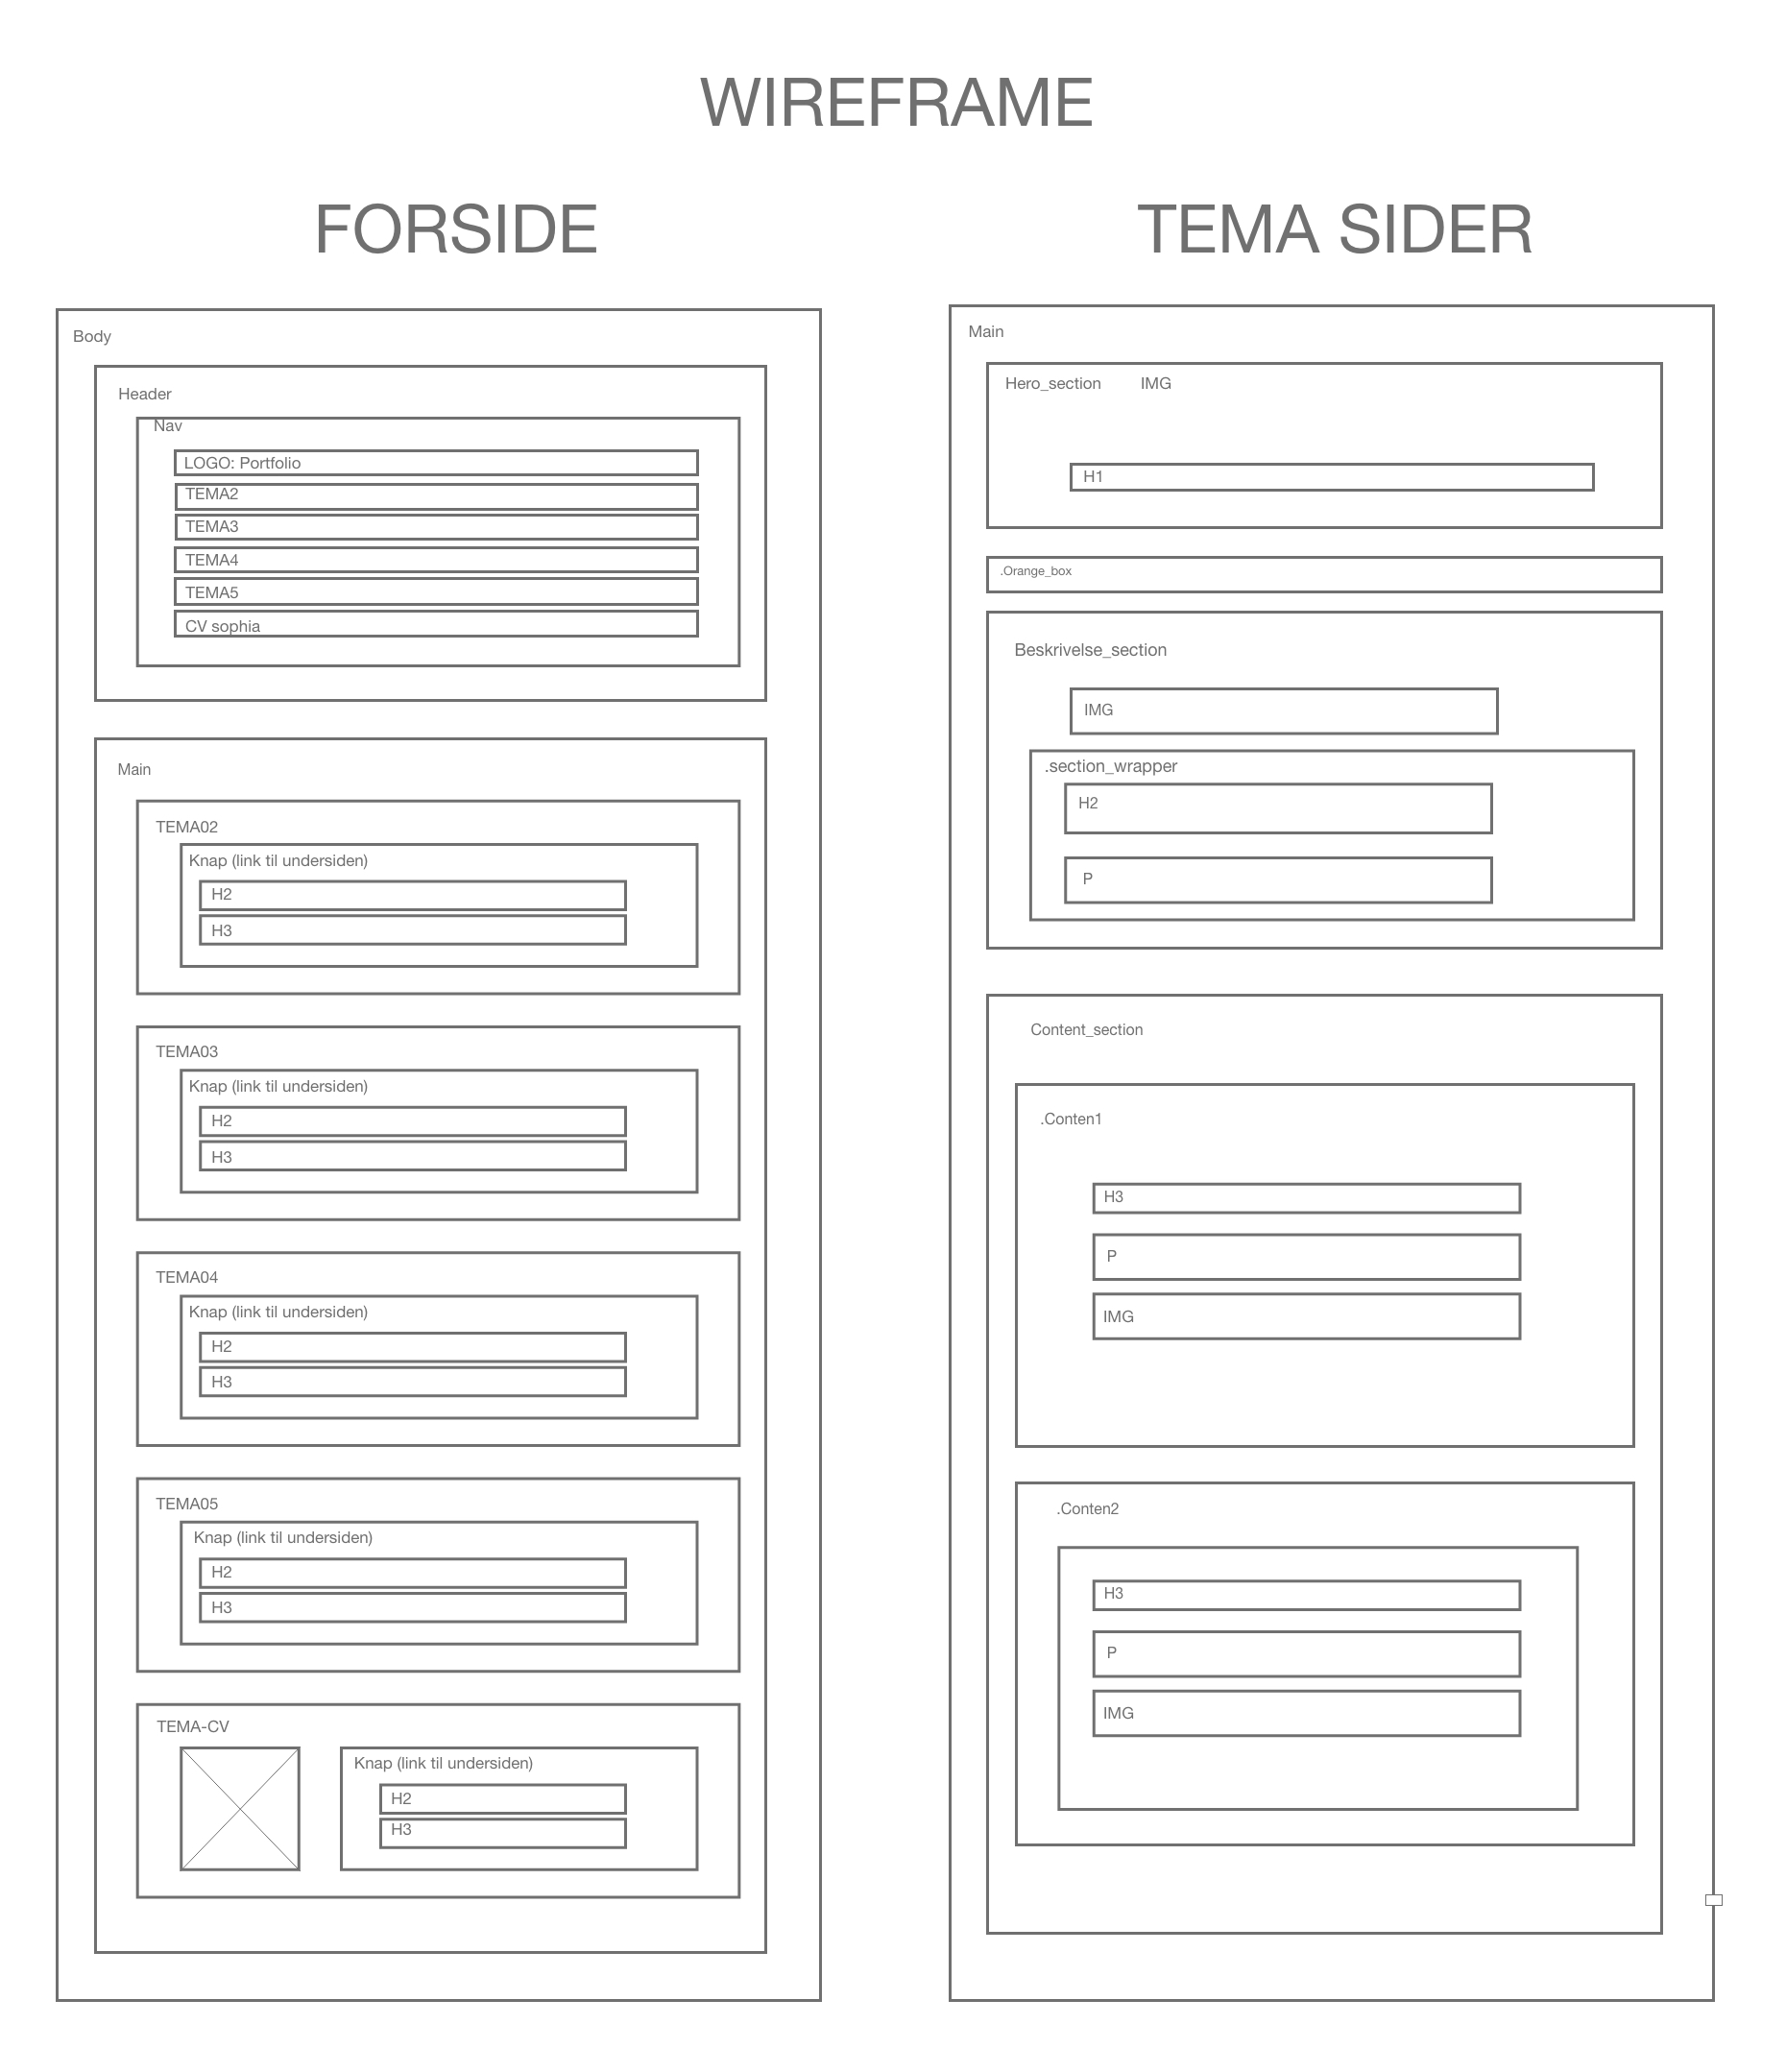 WIREFRAME
FORSIDE
Body
Header
Nav
LOGO: Portfolio
TEMA2
TEMA3
TEMA4
TEMA5
CV sophia
Main
TEMA02
Knap (link til undersiden)
H2
H3
TEMA03
Knap (link til undersiden)
H2
H3
TEMA04
Knap (link til undersiden)
H2
H3
TEMA05
Knap (link til undersiden)
H2
H3
TEMA-CV
Knap (link til undersiden)
H2
H3
TEMA SIDER
Main
Hero_section IMG
H1
.Orange_box
Beskrivelse_section
IMG
.section_wrapper
H2
P
Content_section
.Conten1
H3
P
IMG
.Conten2
H3
P
IMG